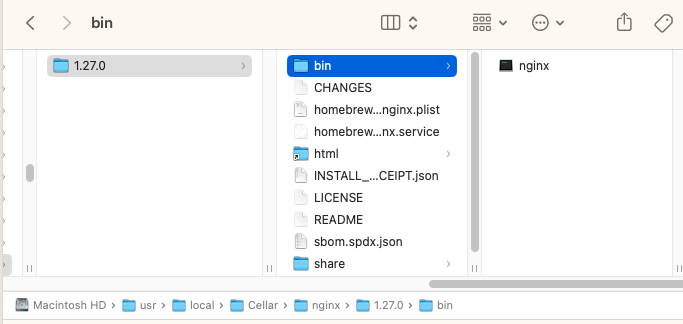 bin
1.27.0
bin
nginx
CHANGES
homebrew...nginx.plist
homebrew...nx.service
html
INSTALL_...CEIPT.json
LICENSE
README
sbom.spdx.json
share
Macintosh HD › usr › local › Cellar › nginx › 1.27.0 › bin